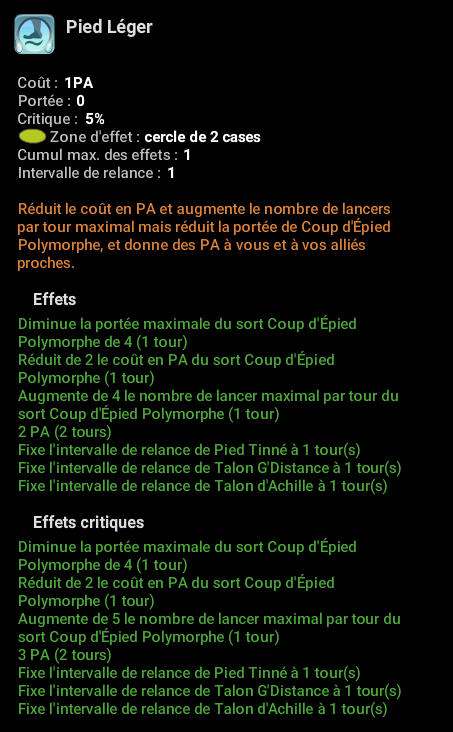 Pied Léger
Coût : 1PA
Portée : 0
Critique : 5%
Zone d'effet : cercle de 2 cases
Cumul max. des effets : 1
Intervalle de relance : 1
Réduit le coût en PA et augmente le nombre de lancers
par tour maximal mais réduit la portée de Coup d'Épied
Polymorphe, et donne des PA à vous et à vos alliés
proches.
Effets
Diminue la portée maximale du sort Coup d'Épied
Polymorphe de 4 (1 tour)
Réduit de 2 le coût en PA du sort Coup d'Épied
Polymorphe (1 tour)
Augmente de 4 le nombre de lancer maximal par tour du
sort Coup d'Épied Polymorphe (1 tour)
2 PA (2 tours)
Fixe l'intervalle de relance de Pied Tinné à 1 tour(s)
Fixe l'intervalle de relance de Talon G'Distance à 1 tour(s)
Fixe l'intervalle de relance de Talon d'Achille à 1 tour(s)
Effets critiques
Diminue la portée maximale du sort Coup d'Épied
Polymorphe de 4 (1 tour)
Réduit de 2 le coût en PA du sort Coup d'Épied
Polymorphe (1 tour)
Augmente de 5 le nombre de lancer maximal par tour du
sort Coup d'Épied Polymorphe (1 tour)
3 PA (2 tours)
Fixe l'intervalle de relance de Pied Tinné à 1 tour(s)
Fixe l'intervalle de relance de Talon G'Distance à 1 tour(s)
Fixe l'intervalle de relance de Talon d'Achille à 1 tour(s)